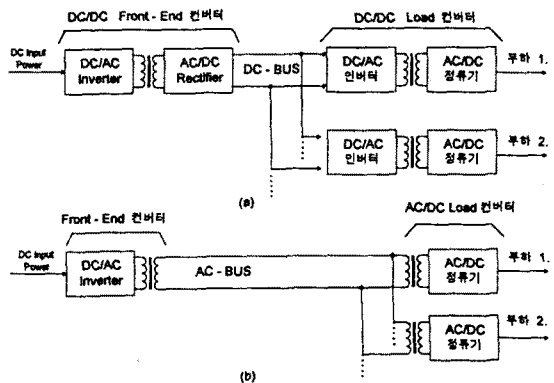 DC/DC Front - End 컨버터
DC/DC Load 컨버터
DC Input
Power
DC/AC
Inverter
AC/DC
Rectifier
DC - BUS
DC/AC
인버터
AC/DC
정류기
부하 1.
DC/AC
인버터
AC/DC
정류기
부하 2.
(a)
Front - End 컨버터
AC/DC Load 컨버터
DC Input
Power
DC/AC
Inverter
AC - BUS
AC/DC
정류기
부하 1.
AC/DC
정류기
부하 2.
(b)